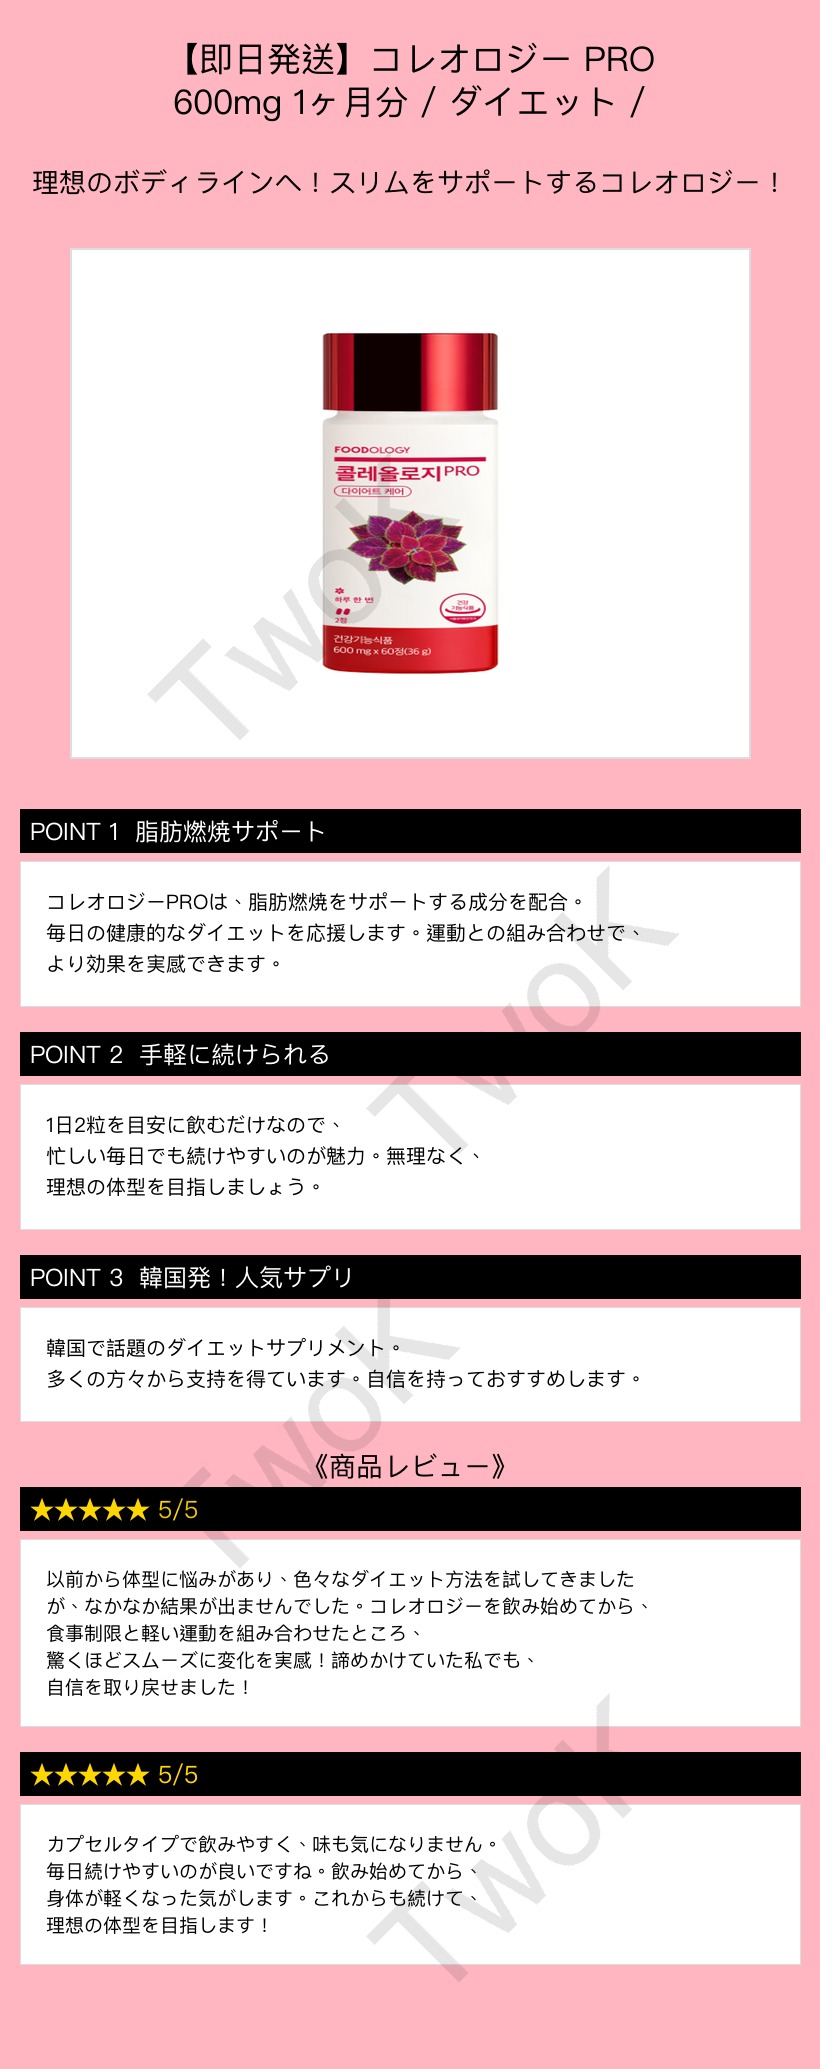 【即日発送】コレオロジー PRO
600mg 1ヶ月分 / ダイエット /
理想のボディラインへ！スリムをサポートするコレオロジー！
FOODOLOGY
콜레올로지PRO
다이어트 케어
하루 한 번
2정
건강
기능식품
건강기능식품
600 mg x 60정(36 g)
TwoK
POINT 1 脂肪燃焼サポート
コレオロジーPROは、脂肪燃焼をサポートする成分を配合。
毎日の健康的なダイエットを応援します。運動との組み合わせで、
より効果を実感できます。
TwoK
POINT 2 手軽に続けられる
1日2粒を目安に飲むだけなので、
忙しい毎日でも続けやすいのが魅力。無理なく、
理想の体型を目指しましょう。
POINT 3 韓国発！人気サプリ
韓国で話題のダイエットサプリメント。
多くの方々から支持を得ています。自信を持っておすすめします。
TwoK
《商品レビュー》
★★★★★ 5/5
以前から体型に悩みがあり、色々なダイエット方法を試してきました
が、なかなか結果が出ませんでした。コレオロジーを飲み始めてから、
食事制限と軽い運動を組み合わせたところ、
驚くほどスムーズに変化を実感！諦めかけていた私でも、
自信を取り戻せました！
★★★★★ 5/5
カプセルタイプで飲みやすく、味も気になりません。
毎日続けやすいのが良いですね。飲み始めてから、
身体が軽くなった気がします。これからも続けて、
理想の体型を目指します！
TwoK